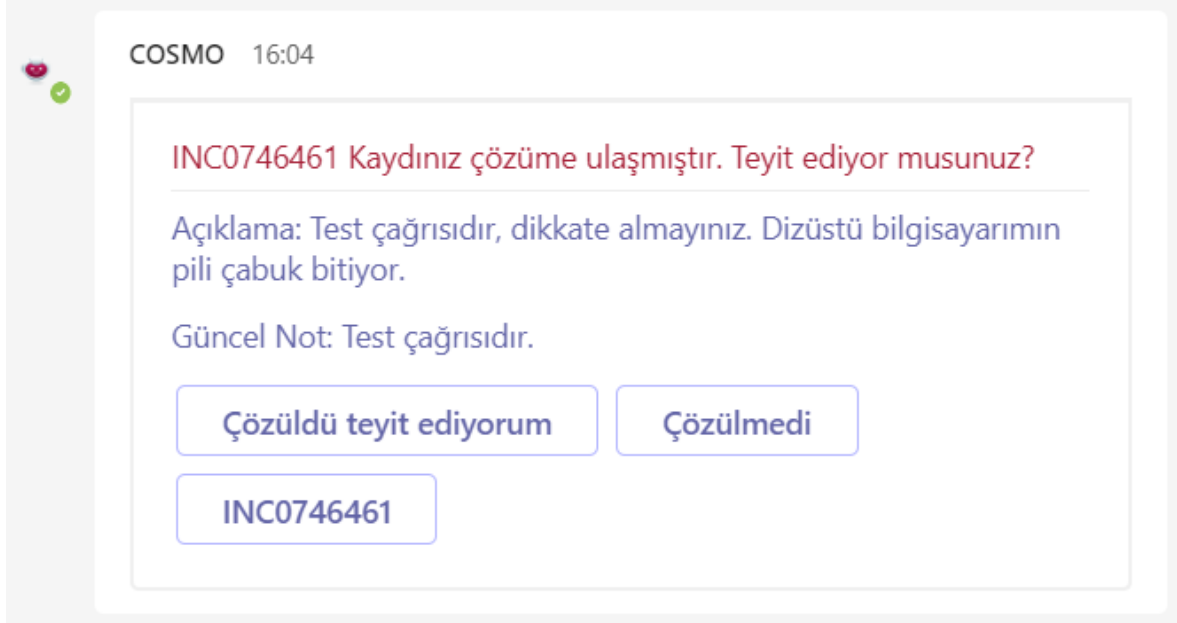 COSMO 16:04
INC0746461 Kaydınız çözüme ulaşmıştır. Teyit ediyor musunuz?
Açıklama: Test çağrısıdır, dikkate almayınız. Dizüstü bilgisayarımın
pili çabuk bitiyor.
Güncel Not: Test çağrısıdır.
Çözüldü teyit ediyorum Çözülmedi
INC0746461